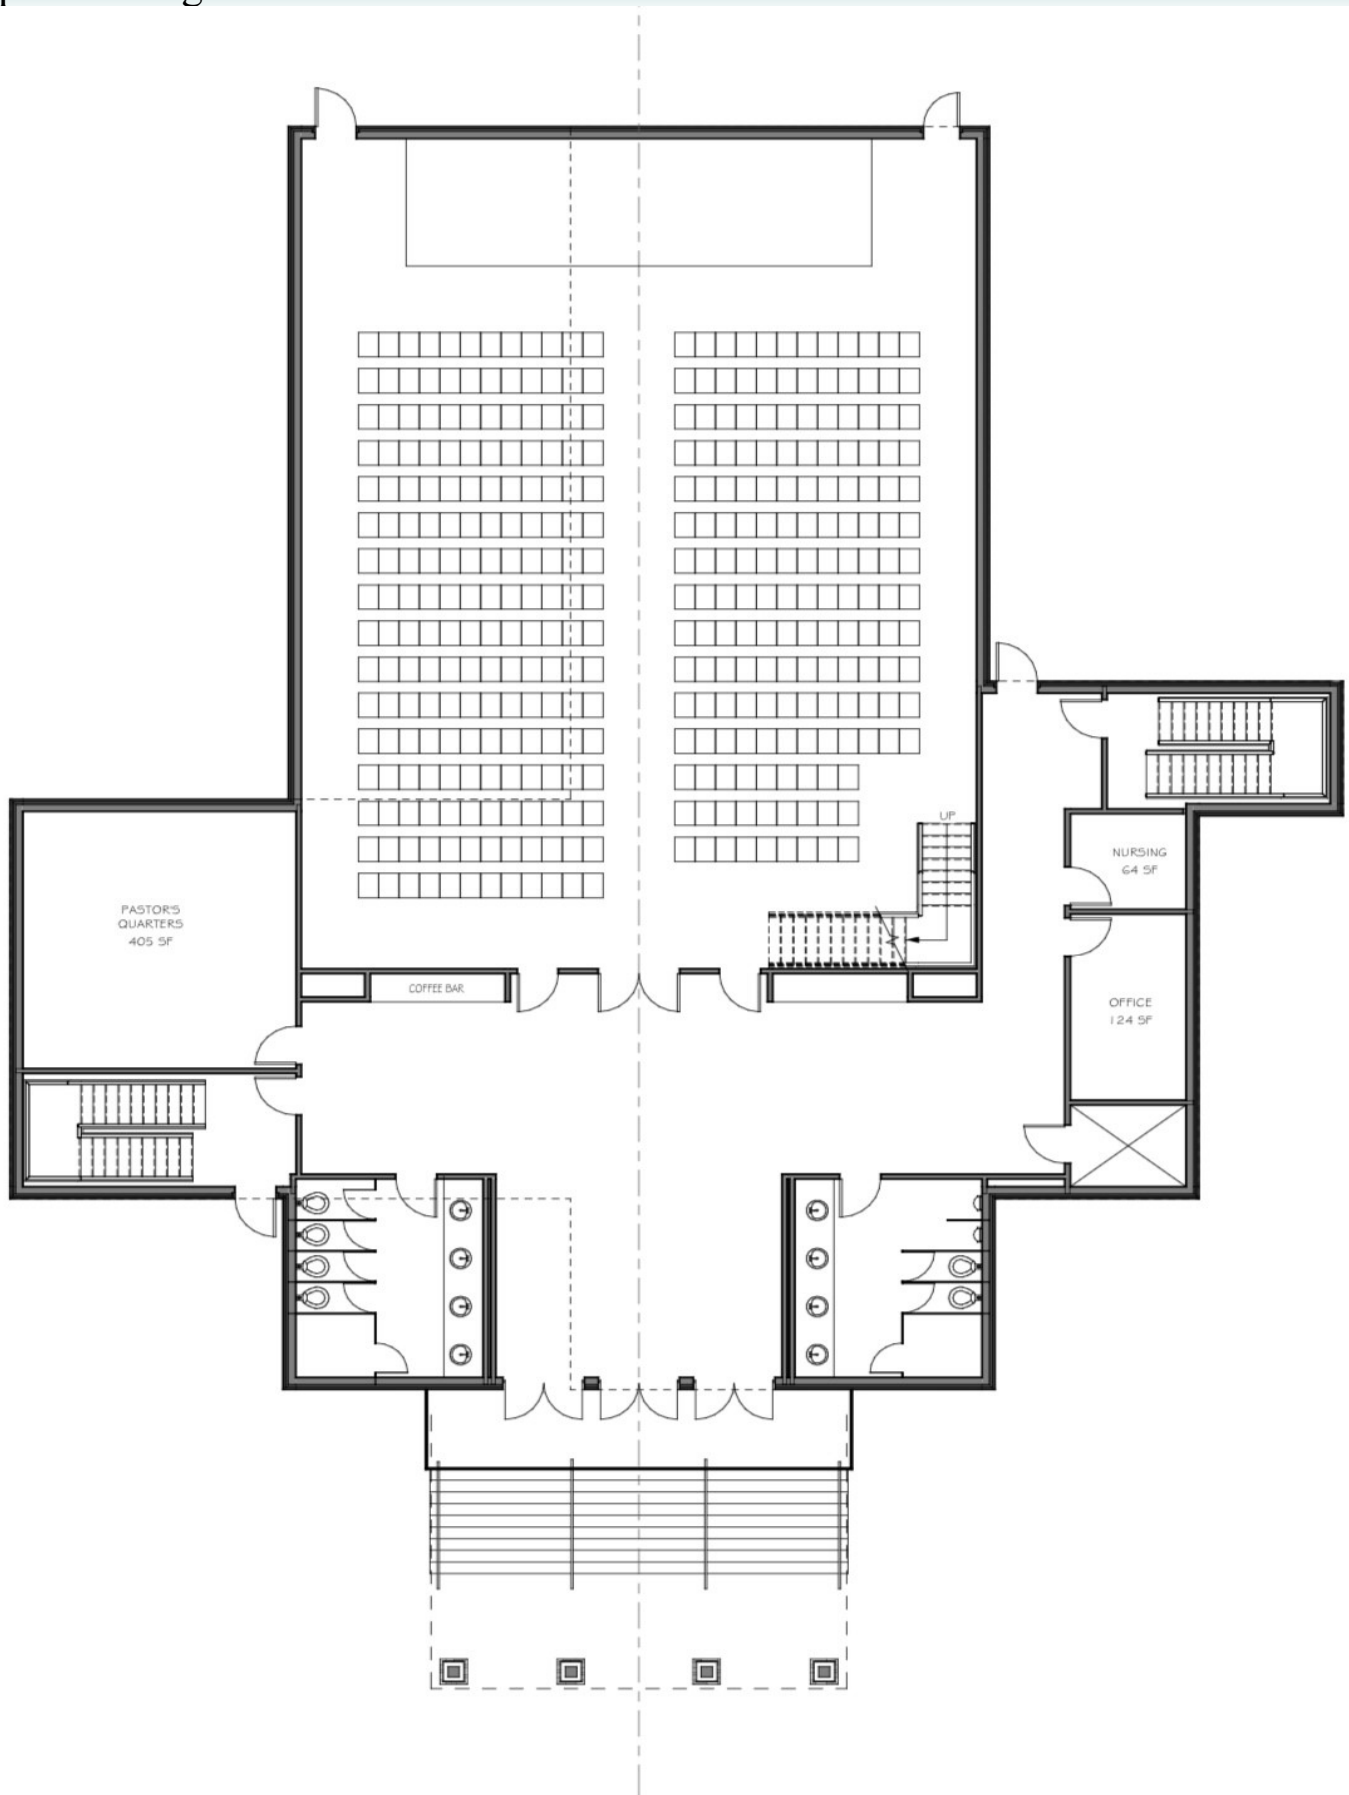 UP
NURSING
64 SF
PASTOR'S
QUARTERS
405 SF
COFFEE BAR
OFFICE
124 SF